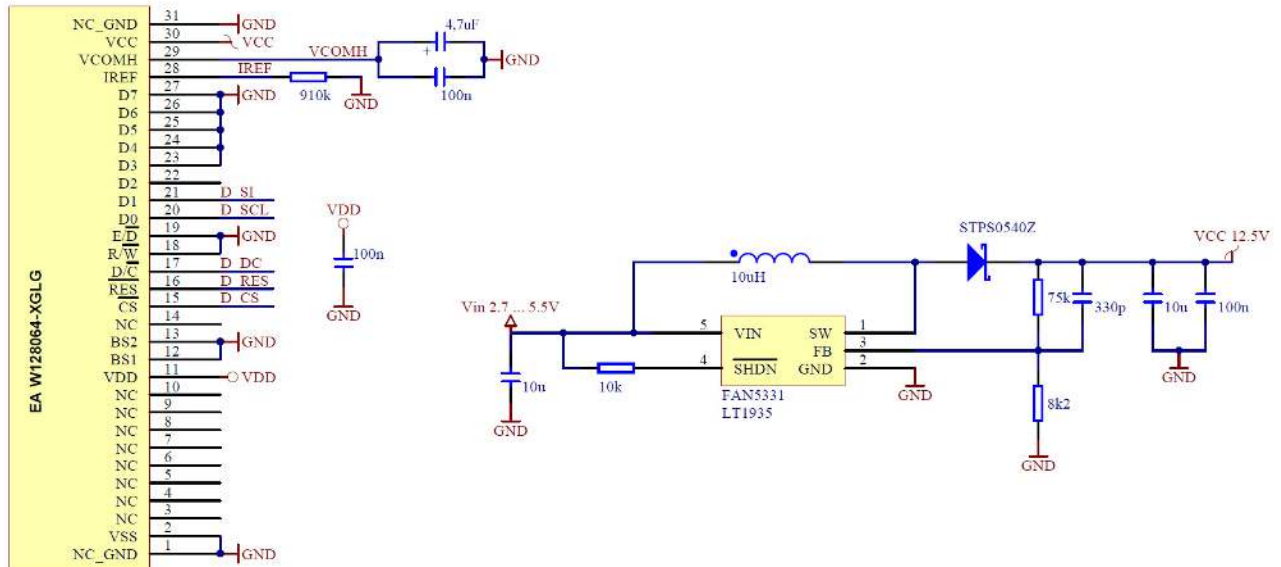 EA W128064-XGLG
NC_GND 31 GND
VCC 30 VCC
VCOMH 29 VCOMH
4,7uF
+
GND
100n
IREF 28 IREF
910k
GND
D7 27 GND
D6 26
D5 25
D4 24
D3 23
D2 22
D1 21 D_SI
D0 20 D_SCL
E/D 19 GND
R/W 18
D/C 17 D_DC
RES 16 D_RES
CS 15 D_CS
NC 14
BS2 13 GND
BS1 12
VDD 11 VDD
NC 10
NC 9
NC 8
NC 7
NC 6
NC 5
NC 4
NC 3
VSS 2
NC_GND 1 GND
VDD
100n
GND
STPS0540Z
VCC 12.5V
10uH
75k
330p
10u
100n
GND
Vin 2.7 ... 5.5V
5 VIN SW 1
FB 3
4 SHDN GND 2
10u
10k
GND
GND
FAN5331
LT1935
8k2
GND